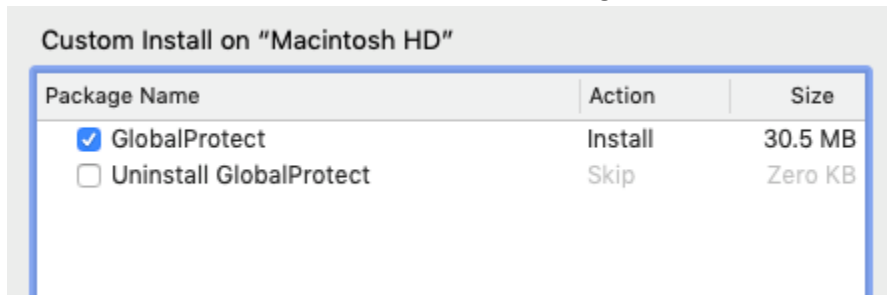 Custom Install on “Macintosh HD”
Package Name Action Size
GlobalProtect Install 30.5 MB
Uninstall GlobalProtect Skip Zero KB